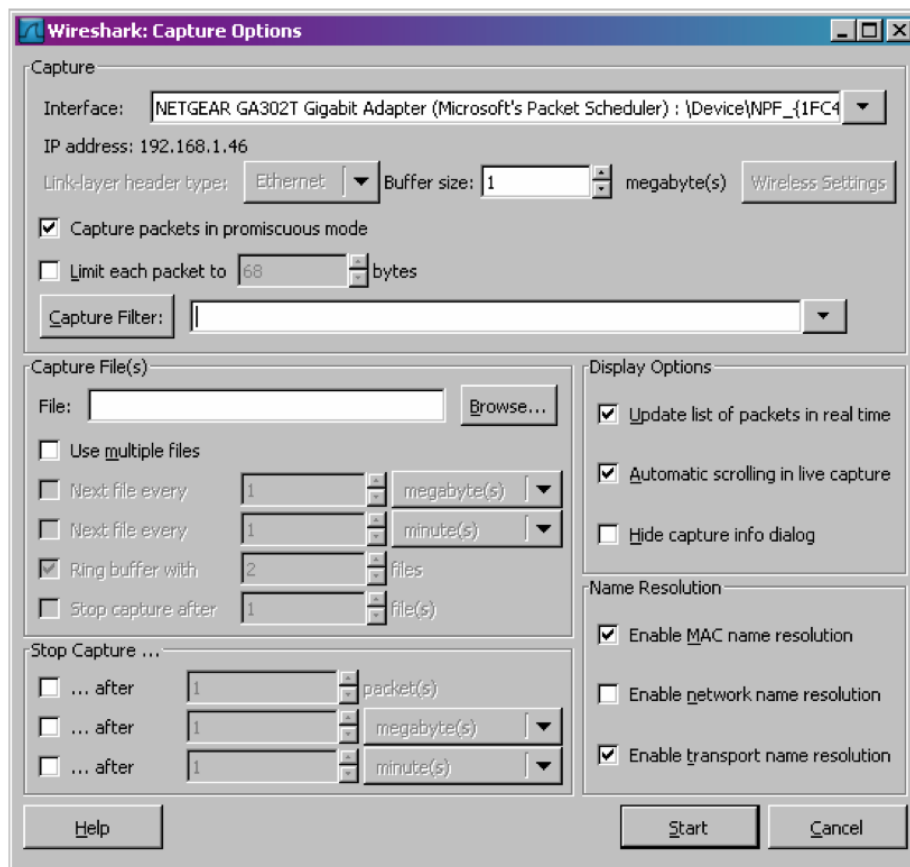 Wireshark: Capture Options
Capture
Interface: NETGEAR GA302T Gigabit Adapter (Microsoft's Packet Scheduler) : \Device\NPF_{1FC4
IP address: 192.168.1.46
Link-layer header type: Ethernet Buffer size: 1 megabyte(s) Wireless Settings
Capture packets in promiscuous mode
Limit each packet to 68 bytes
Capture Filter:
Capture File(s)
File: Browse...
Use multiple files
Next file every 1 megabyte(s)
Next file every 1 minute(s)
Ring buffer with 2 files
Stop capture after 1 file(s)
Stop Capture ...
... after 1 packet(s)
... after 1 megabyte(s)
... after 1 minute(s)
Display Options
Update list of packets in real time
Automatic scrolling in live capture
Hide capture info dialog
Name Resolution
Enable MAC name resolution
Enable network name resolution
Enable transport name resolution
Help Start Cancel